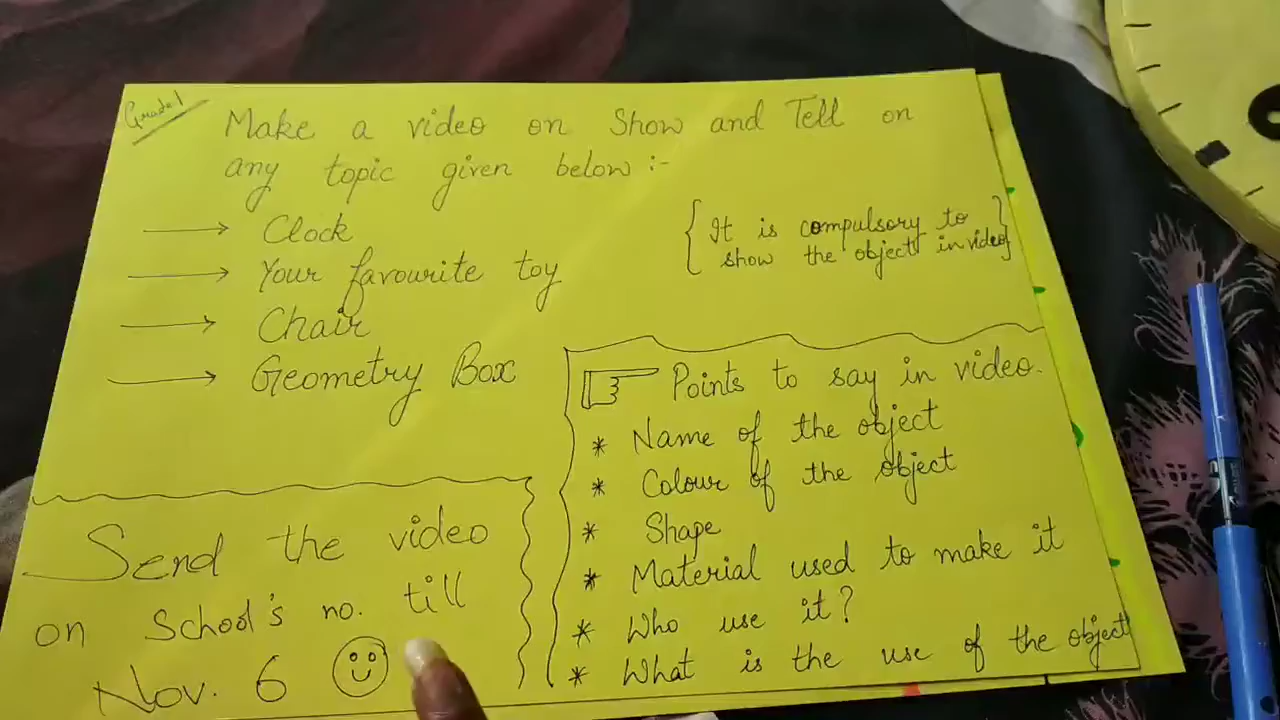 Grade 1
Make a video on Show and Tell on
any topic given below :-
→ Clock
→ Your favourite toy
→ Chair
→ Geometry Box
{It is compulsory to
show the object in video}
Points to say in video.
* Name of the object
* Colour of the object
* Shape
* Material used to make it
* Who use it?
* What is the use of the object
Send the video
on School's no. till
Nov. 6